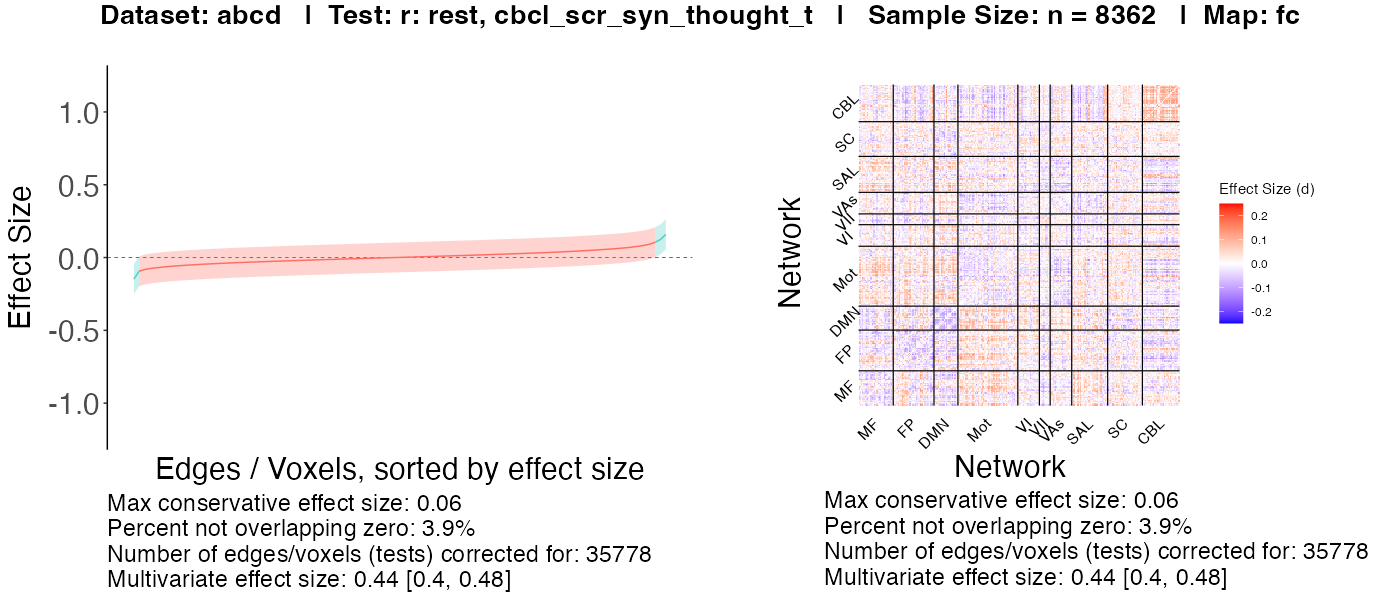 Dataset: abcd | Test: r: rest, cbcl_scr_syn_thought_t | Sample Size: n = 8362 | Map: fc
Effect Size
1.0
0.5
0.0
-0.5
-1.0
Edges / Voxels, sorted by effect size
Max conservative effect size: 0.06
Percent not overlapping zero: 3.9%
Number of edges/voxels (tests) corrected for: 35778
Multivariate effect size: 0.44 [0.4, 0.48]
Network
CBL
SC
SAL
VAs
VII
VI
Mot
DMN
FP
MF
MF
FP
DMN
Mot
VI
VII
VAs
SAL
SC
CBL
Network
Effect Size (d)
0.2
0.1
0.0
-0.1
-0.2
Max conservative effect size: 0.06
Percent not overlapping zero: 3.9%
Number of edges/voxels (tests) corrected for: 35778
Multivariate effect size: 0.44 [0.4, 0.48]